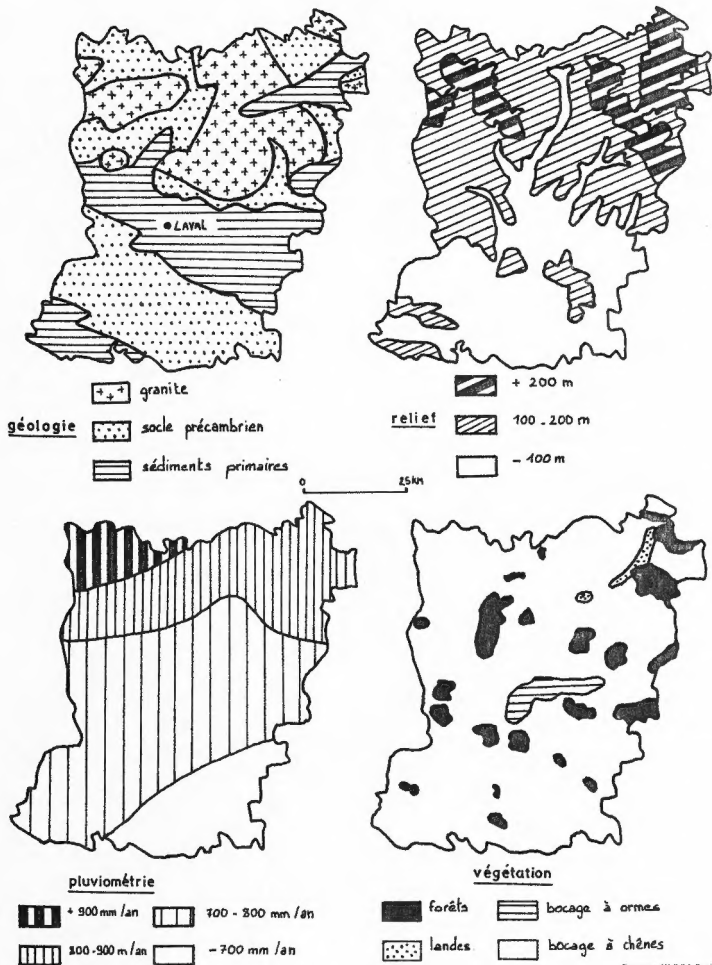 LAVAL
géologie
granite
socle précambrien
sédiments primaires
relief
+ 200 m
100 - 200 m
- 100 m
0 25 km
pluviométrie
+ 900 mm/an
700 - 800 mm/an
800-900 m/an
- 700 mm/an
végétation
forêts
bocage à ormes
landes
bocage à chênes